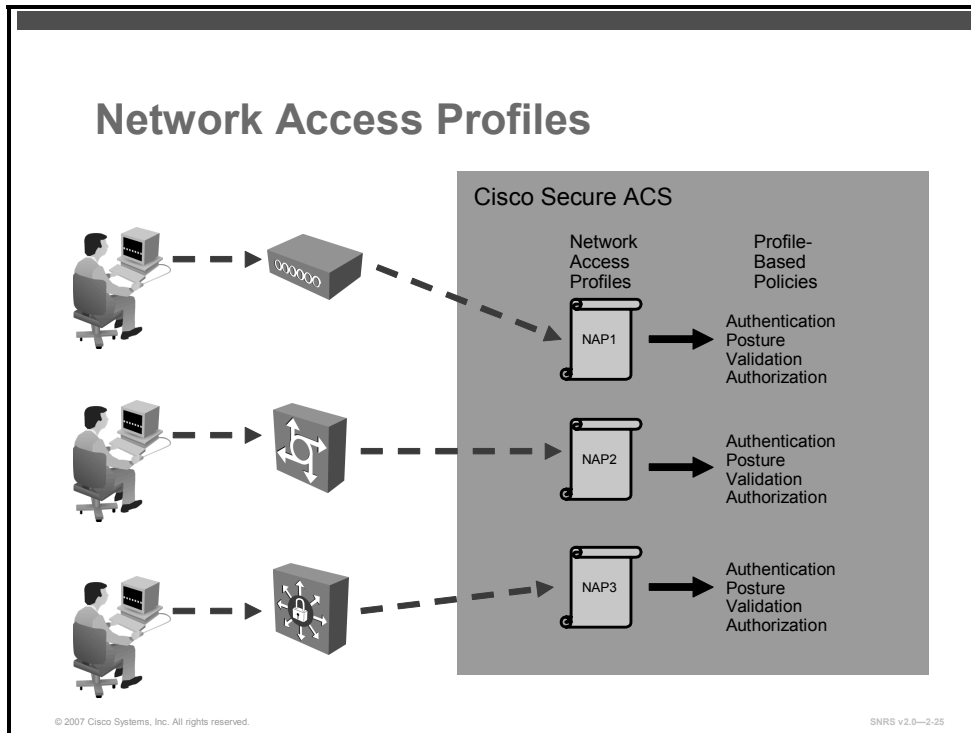 Network Access Profiles
Cisco Secure ACS
Network
Access
Profiles
Profile-
Based
Policies
NAP1
Authentication
Posture
Validation
Authorization
NAP2
Authentication
Posture
Validation
Authorization
NAP3
Authentication
Posture
Validation
Authorization
© 2007 Cisco Systems, Inc. All rights reserved.
SNRS v2.0—2-25